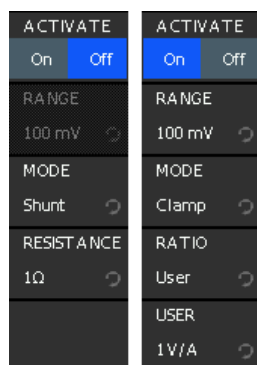 ACTIVATE
On Off
RANGE
100 mV
MODE
Shunt
RESISTANCE
1Ω
ACTIVATE
On Off
RANGE
100 mV
MODE
Clamp
RATIO
User
USER
1V/A